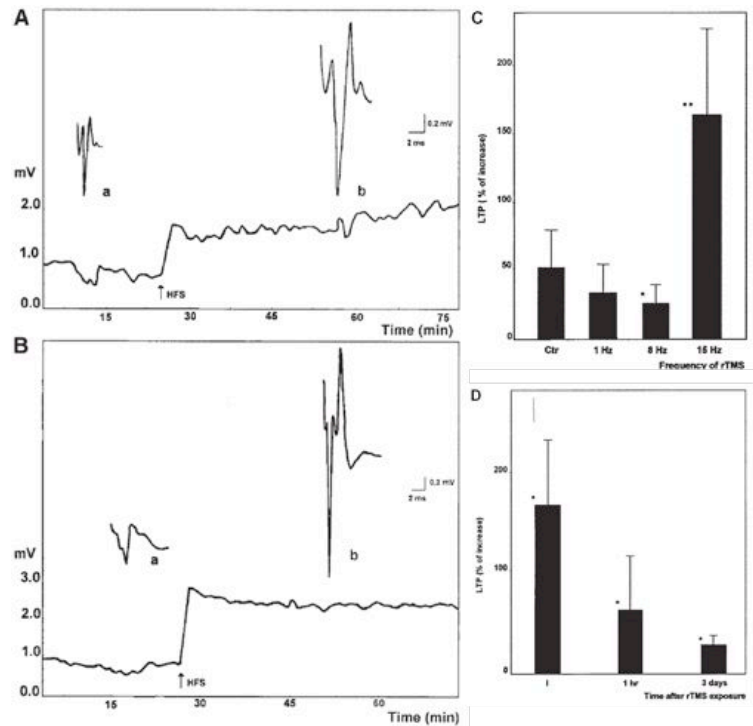 A
mV
2.0
1.0
0.0
a
b
0.2 mV
2 ms
↑ HFS
15
30
45
60
75
Time (min)
B
mV
3.0
2.0
1.0
0.0
a
b
0.2 mV
2 ms
↑ HFS
15
30
45
60
Time (min)
C
LTP ( % of increase)
200
150
100
50
0
*
**
Ctr
1 Hz
8 Hz
15 Hz
Frequency of rTMS
D
LTP (% of increase)
200
100
0
*
*
*
I
1 hr
3 days
Time after rTMS exposure